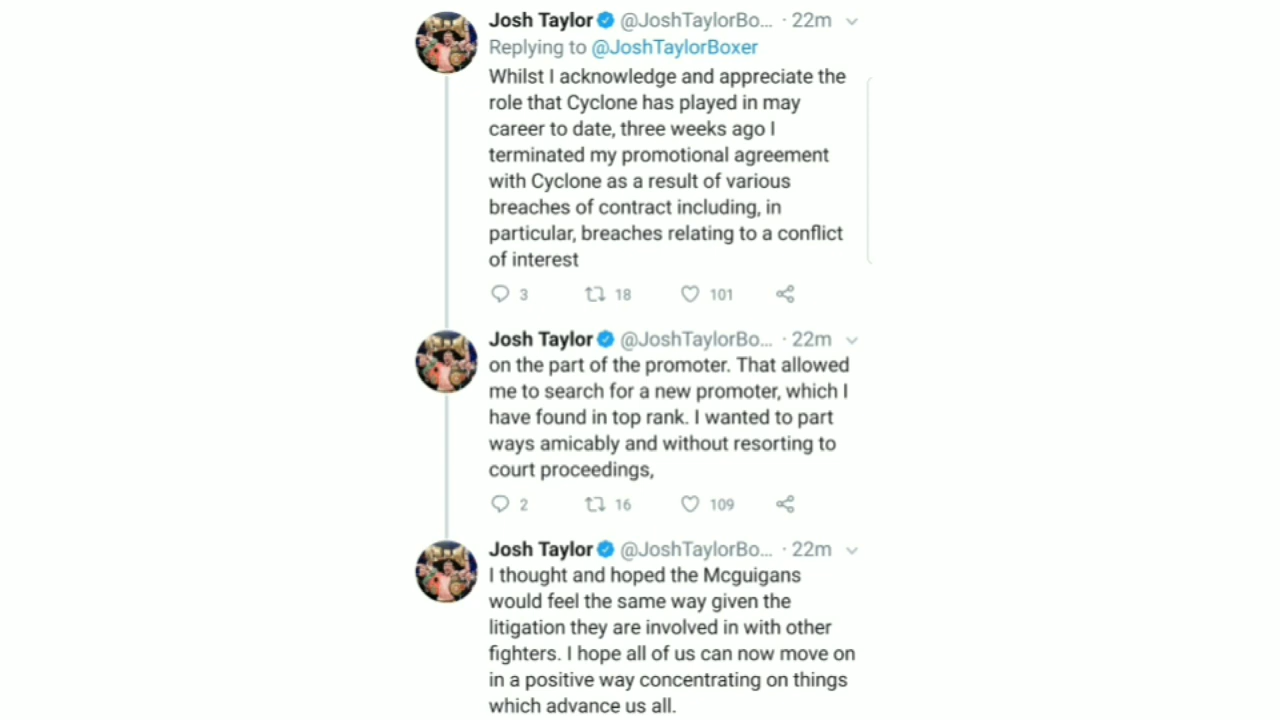 Josh Taylor @JoshTaylorBo... · 22m
Replying to @JoshTaylorBoxer
Whilst I acknowledge and appreciate the
role that Cyclone has played in may
career to date, three weeks ago I
terminated my promotional agreement
with Cyclone as a result of various
breaches of contract including, in
particular, breaches relating to a conflict
of interest
3 18 101
Josh Taylor @JoshTaylorBo... · 22m
on the part of the promoter. That allowed
me to search for a new promoter, which I
have found in top rank. I wanted to part
ways amicably and without resorting to
court proceedings,
2 16 109
Josh Taylor @JoshTaylorBo... · 22m
I thought and hoped the Mcguigans
would feel the same way given the
litigation they are involved in with other
fighters. I hope all of us can now move on
in a positive way concentrating on things
which advance us all.